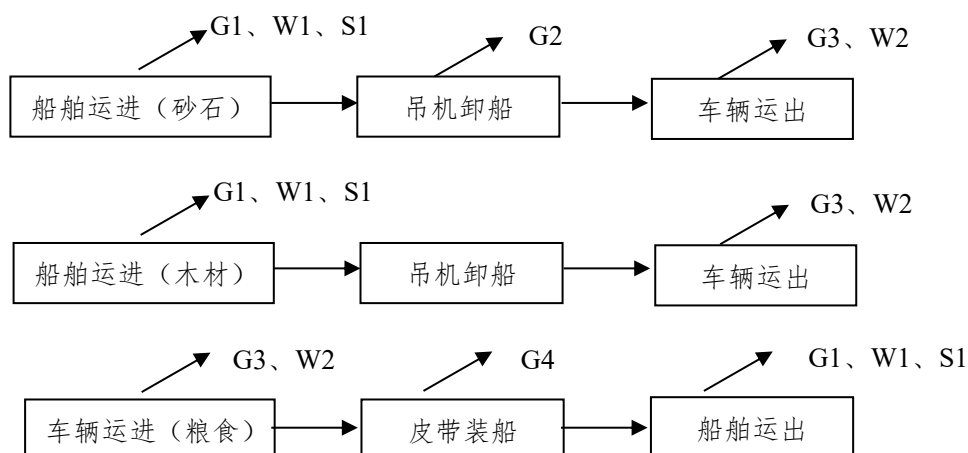 G1、W1、S1
G2
G3、W2
船舶运进（砂石）
吊机卸船
车辆运出
G1、W1、S1
G3、W2
船舶运进（木材）
吊机卸船
车辆运出
G3、W2
G4
G1、W1、S1
车辆运进（粮食）
皮带装船
船舶运出